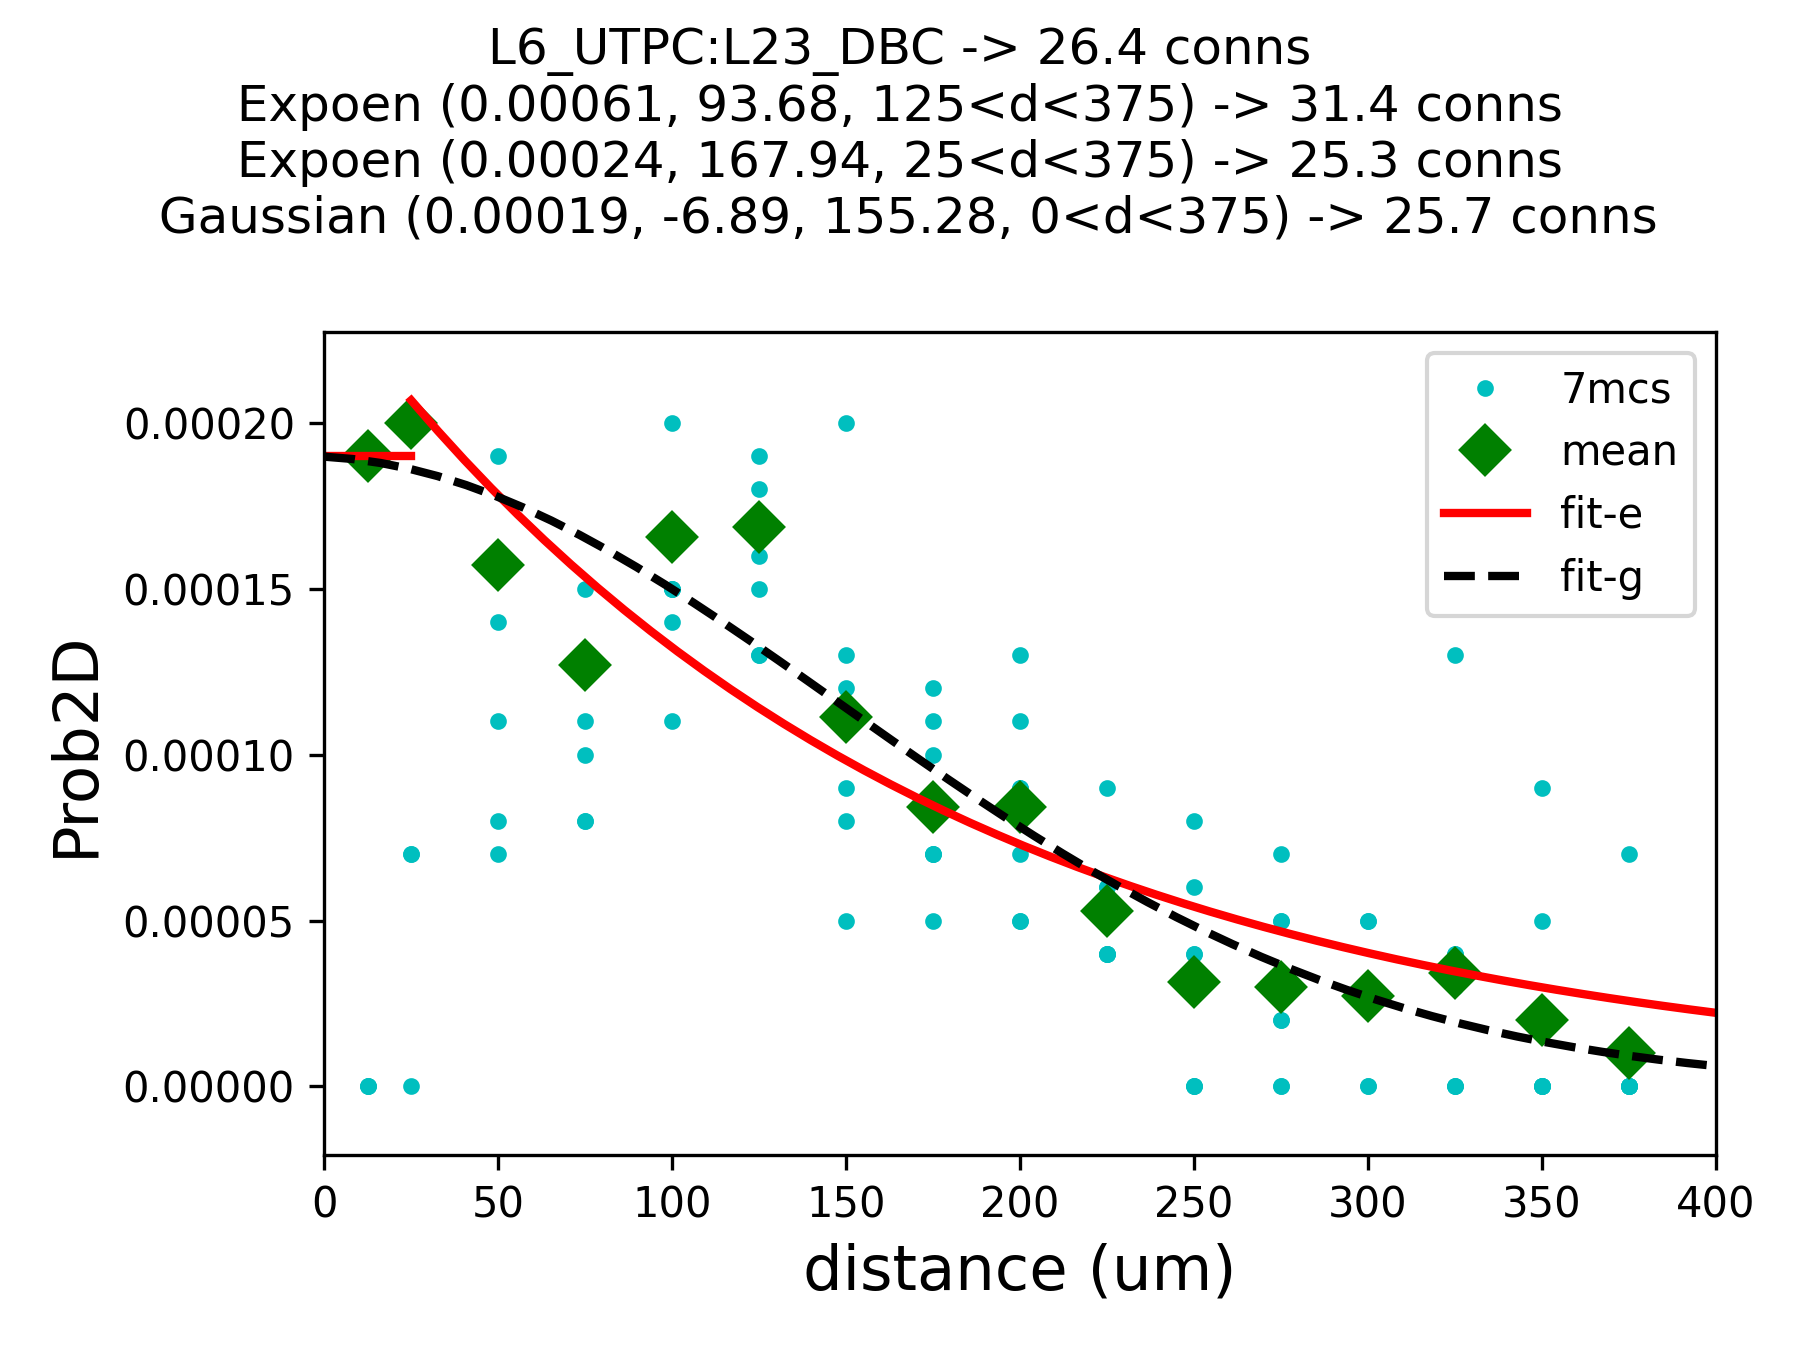 L6_UTPC:L23_DBC -> 26.4 conns
Expoen (0.00061, 93.68, 125<d<375) -> 31.4 conns
Expoen (0.00024, 167.94, 25<d<375) -> 25.3 conns
Gaussian (0.00019, -6.89, 155.28, 0<d<375) -> 25.7 conns
7mcs
mean
fit-e
fit-g
Prob2D
0.00020
0.00015
0.00010
0.00005
0.00000
0 50 100 150 200 250 300 350 400
distance (um)